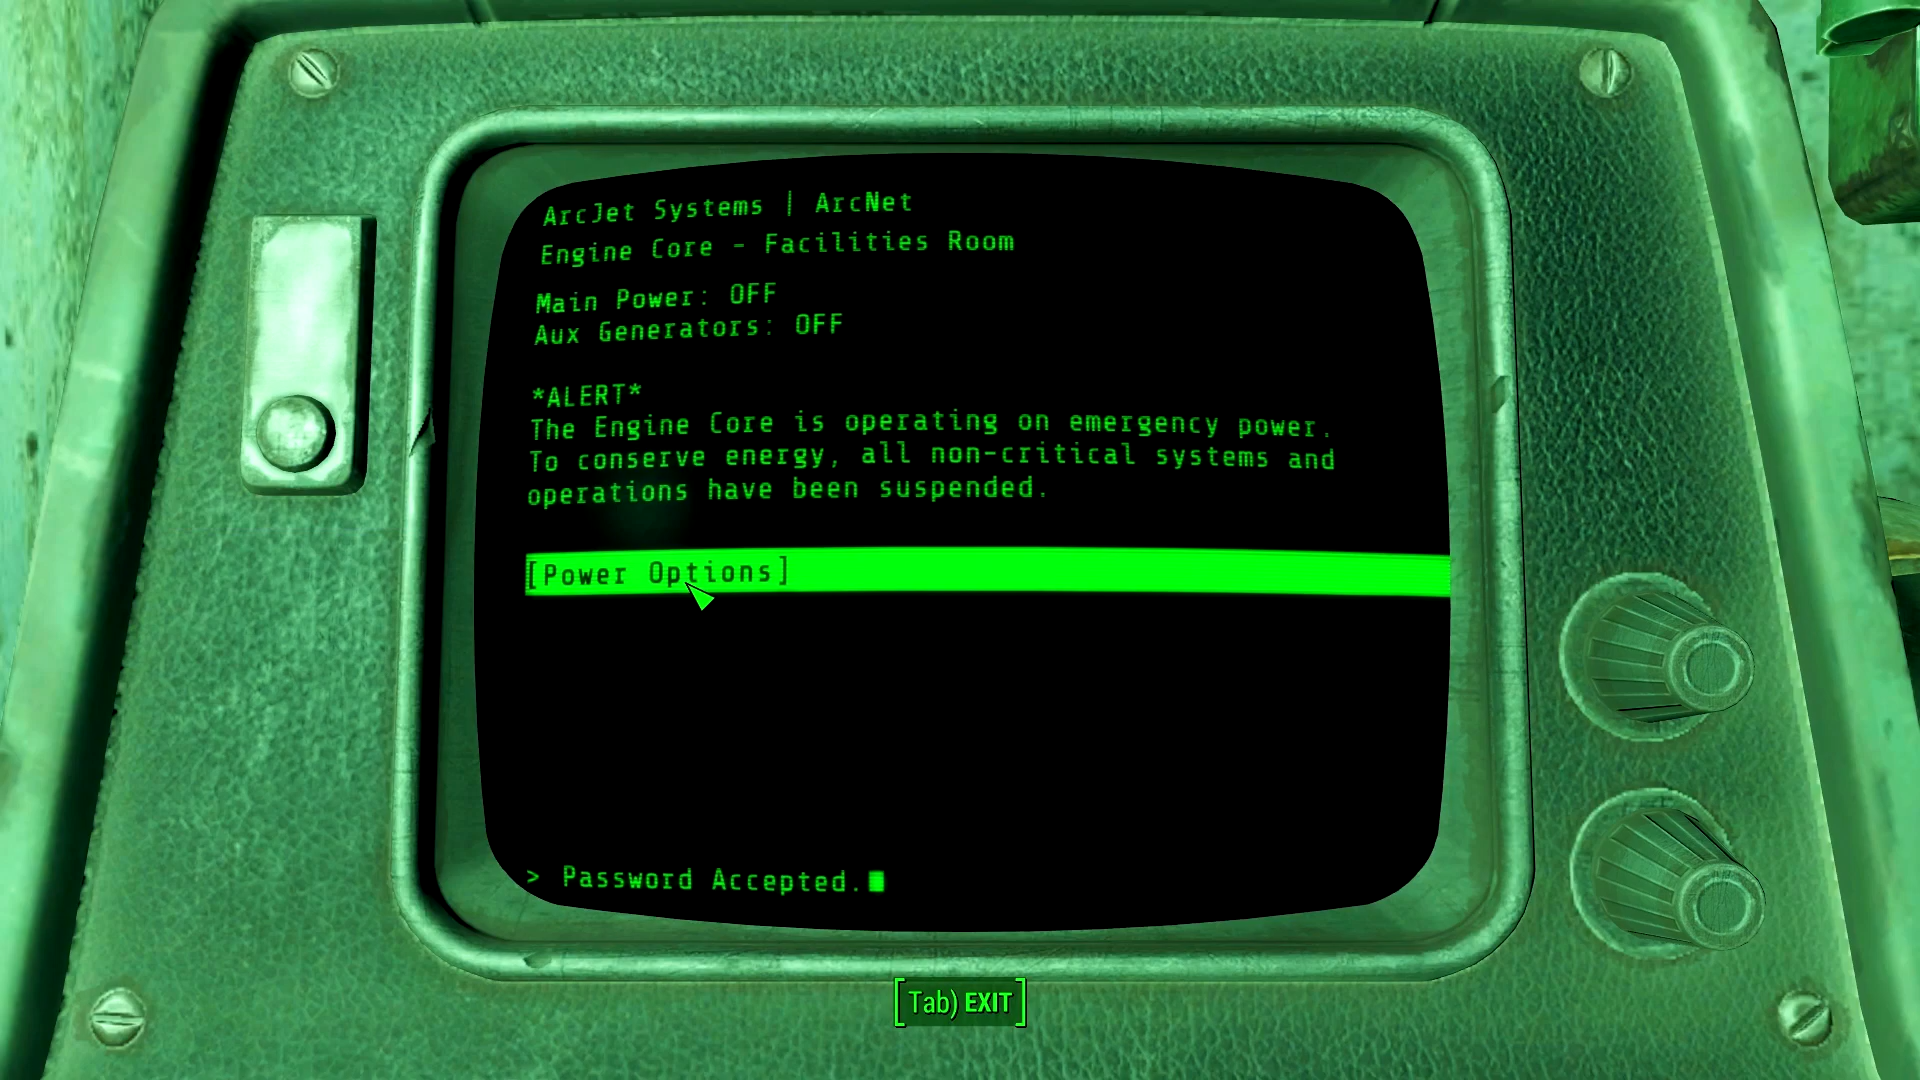 ArcJet Systems | ArcNet
Engine Core - Facilities Room
Main Power: OFF
Aux Generators: OFF
*ALERT*
The Engine Core is operating on emergency power.
To conserve energy, all non-critical systems and
operations have been suspended.
[Power Options]
> Password Accepted.
[Tab) EXIT]